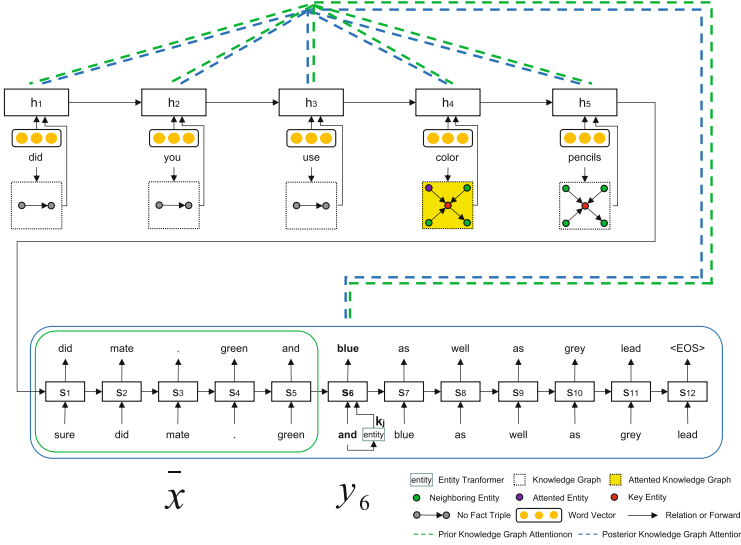 h1 h2 h3 h4 h5
did you use color pencils
did mate . green and blue as well as grey lead <EOS>
S1 S2 S3 S4 S5 S6 S7 S8 S9 S10 S11 S12
kj
sure did mate . green and entity blue as well as grey lead
x̄ y6
entity Entity Tranformer Knowledge Graph Attented Knowledge Graph
Neighboring Entity Attented Entity Key Entity
No Fact Triple Word Vector Relation or Forward
Prior Knowledge Graph Attentionon Posterior Knowledge Graph Attentior